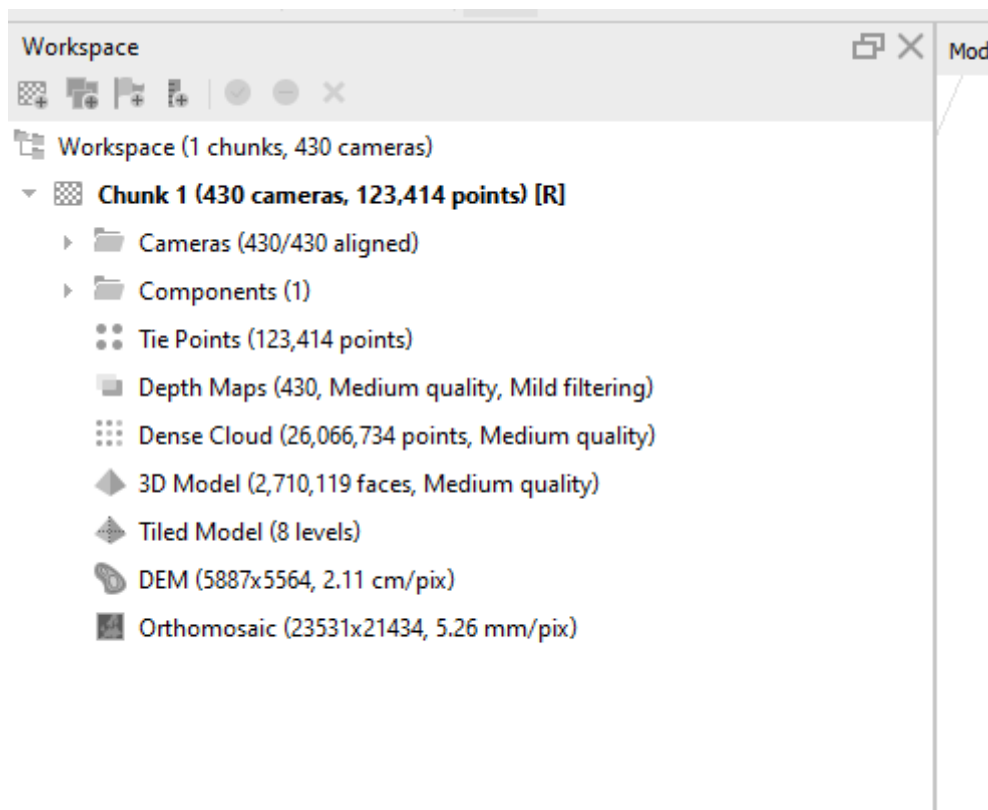 Workspace
Mod
Workspace (1 chunks, 430 cameras)
Chunk 1 (430 cameras, 123,414 points) [R]
Cameras (430/430 aligned)
Components (1)
Tie Points (123,414 points)
Depth Maps (430, Medium quality, Mild filtering)
Dense Cloud (26,066,734 points, Medium quality)
3D Model (2,710,119 faces, Medium quality)
Tiled Model (8 levels)
DEM (5887x5564, 2.11 cm/pix)
Orthomosaic (23531x21434, 5.26 mm/pix)